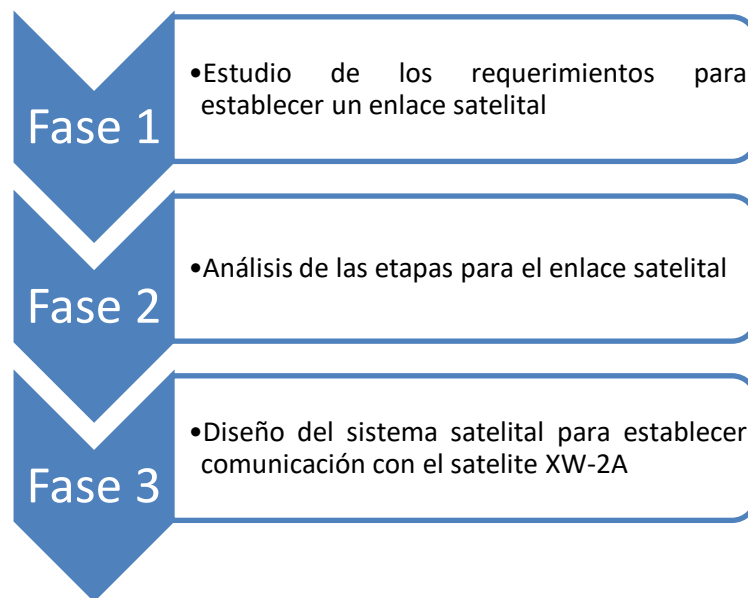 Fase 1
•Estudio de los requerimientos para
establecer un enlace satelital
Fase 2
•Análisis de las etapas para el enlace satelital
Fase 3
•Diseño del sistema satelital para establecer
comunicación con el satelite XW-2A